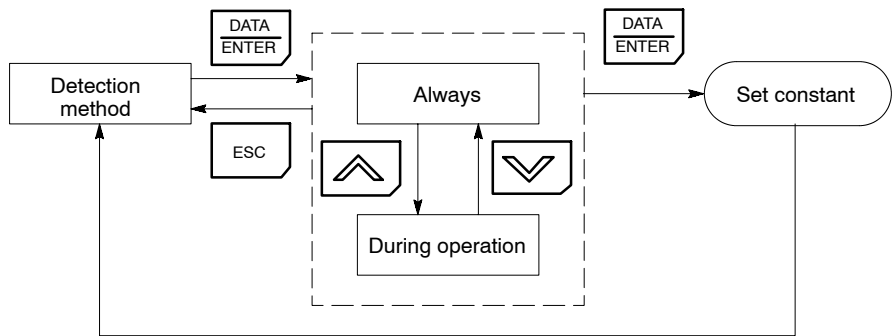 DATA
ENTER
DATA
ENTER
Detection
method
Always
Set constant
ESC
During operation